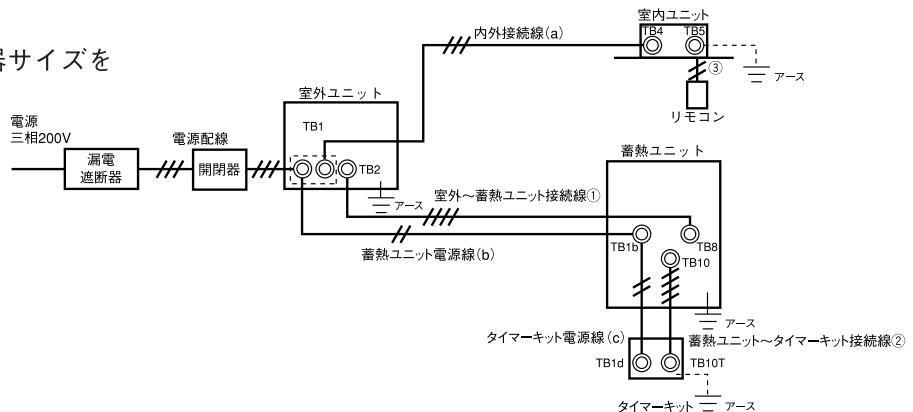 器サイズを
室内ユニット
TB4 TB5
内外接続線(a)
③
アース
リモコン
電源
三相200V
漏電
遮断器
電源配線
開閉器
室外ユニット
TB1
TB2
アース
室外～蓄熱ユニット接続線①
蓄熱ユニット電源線(b)
蓄熱ユニット
TB1b
TB8
TB10
アース
タイマーキット電源線(c)
蓄熱ユニット～タイマーキット接続線②
TB1d
TB10T
タイマーキット
アース